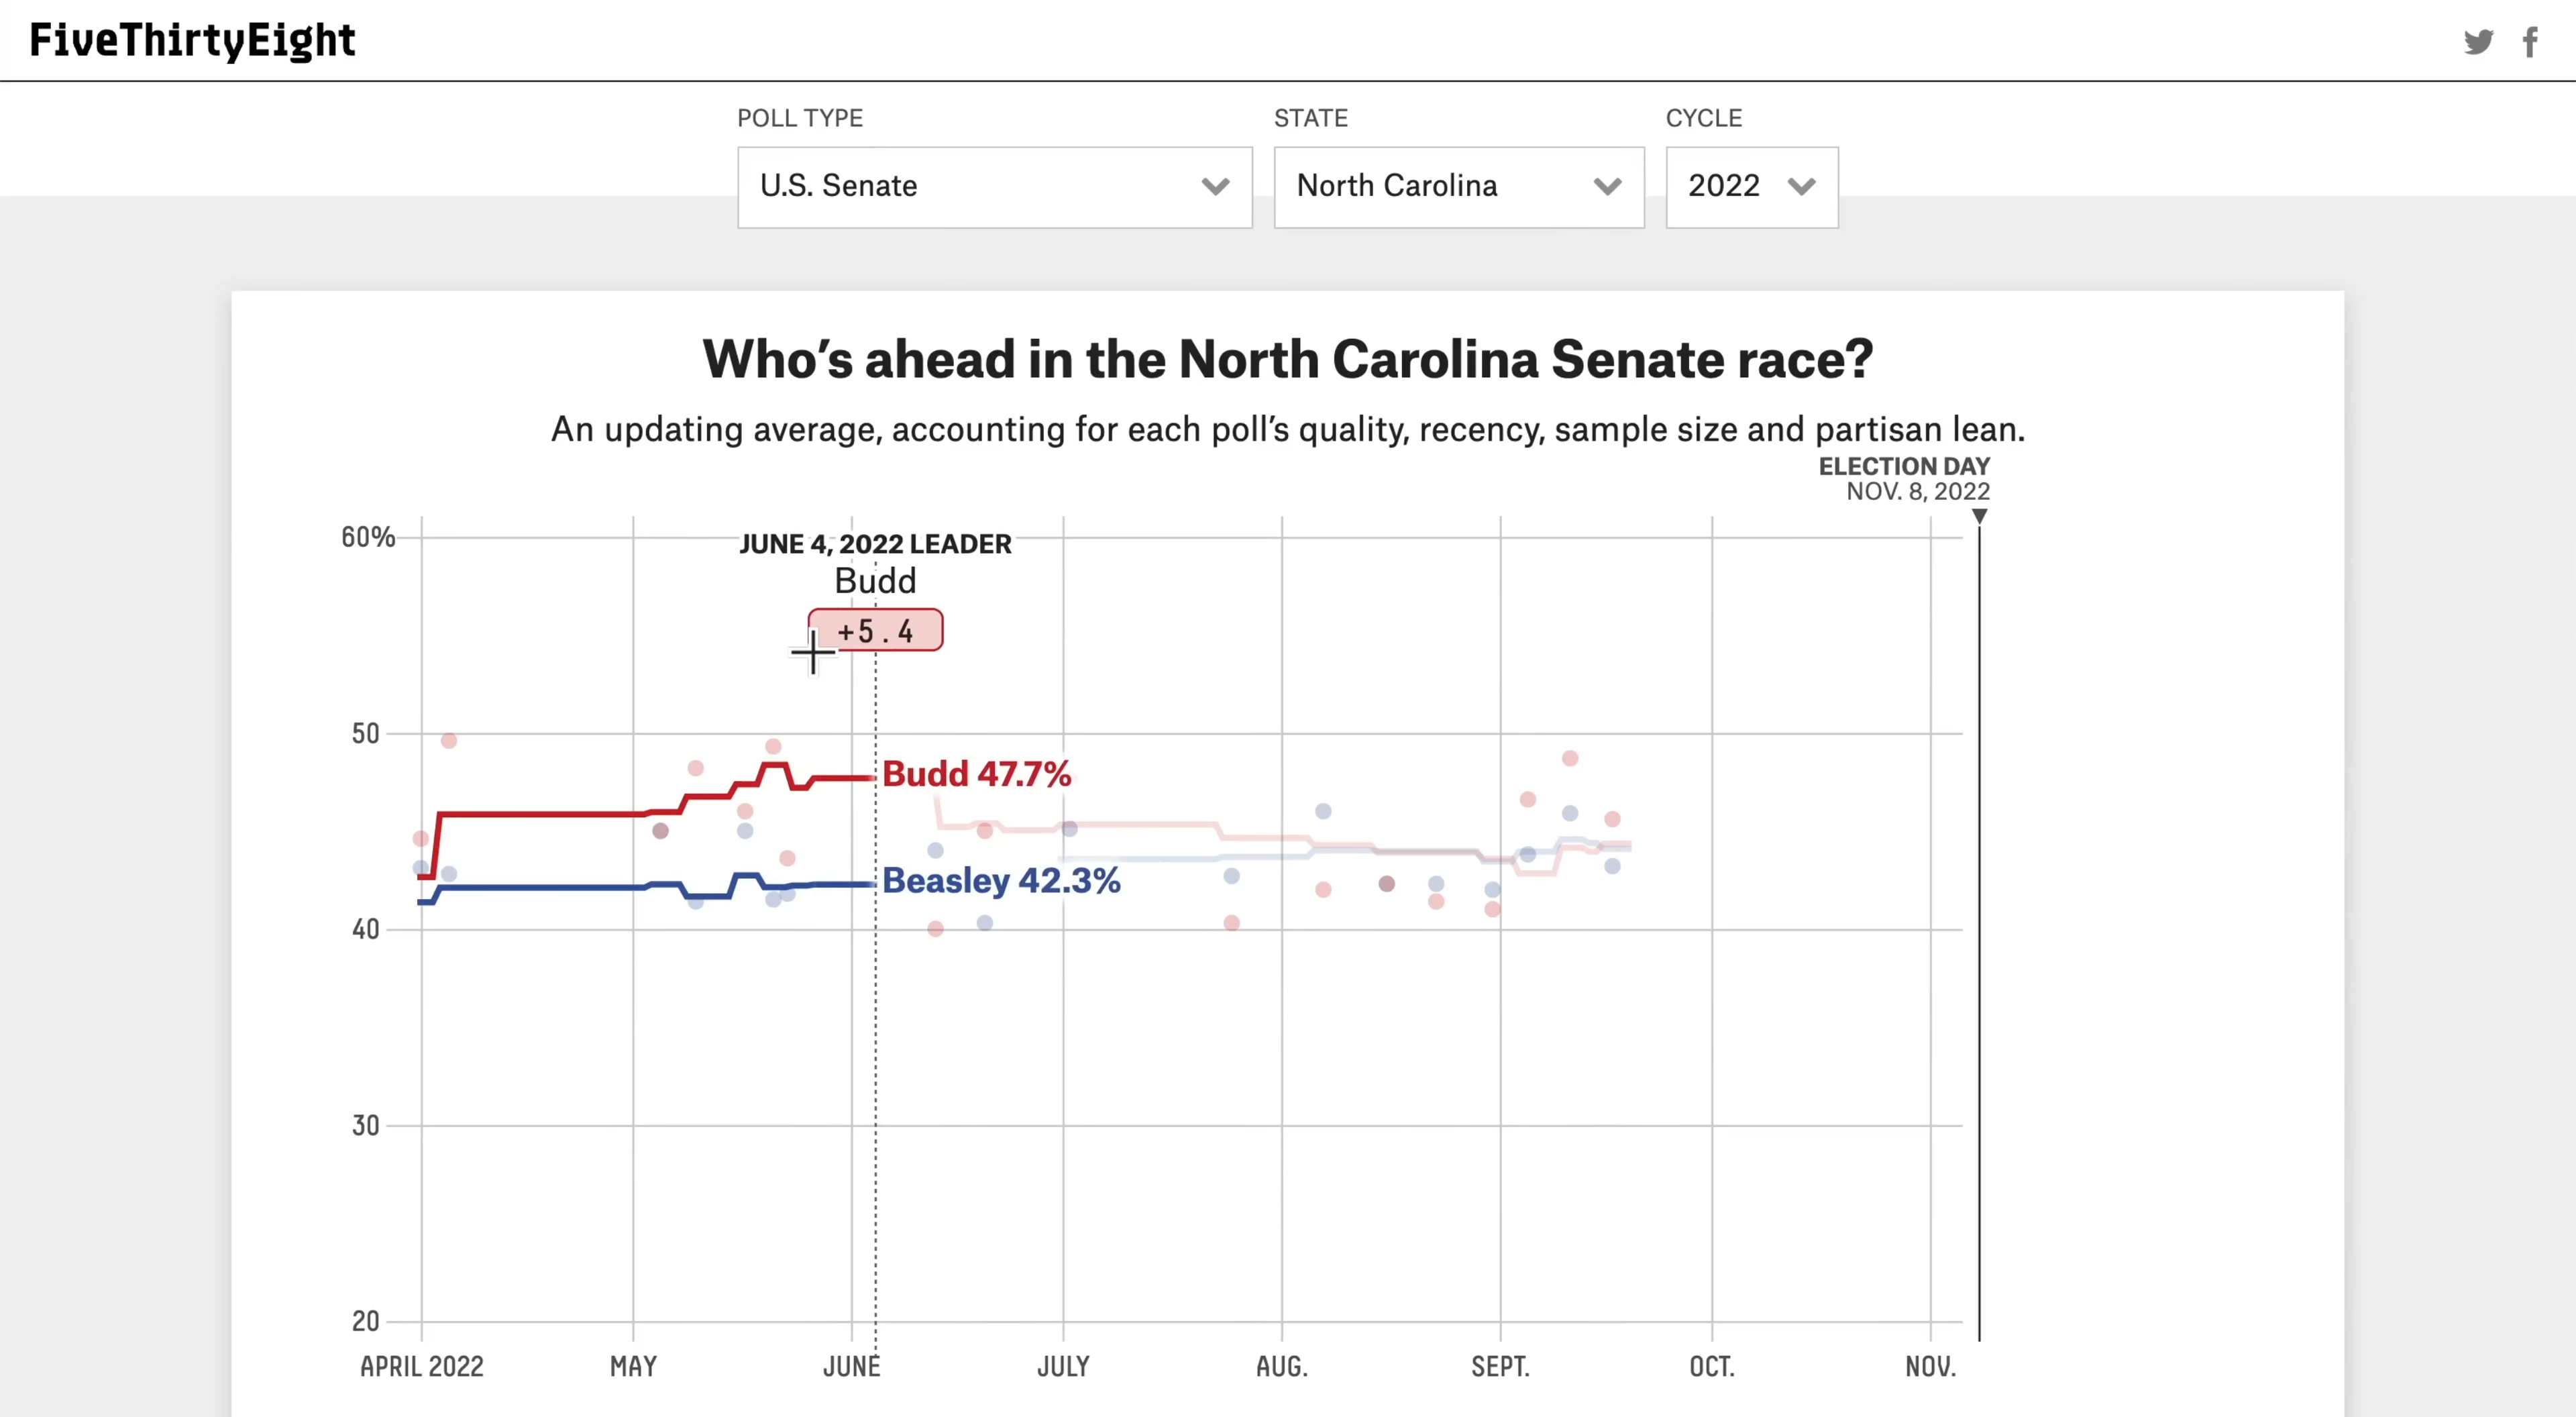 FiveThirtyEight
POLL TYPE
STATE
CYCLE
U.S. Senate
North Carolina
2022
Who’s ahead in the North Carolina Senate race?
An updating average, accounting for each poll’s quality, recency, sample size and partisan lean.
ELECTION DAY
NOV. 8, 2022
60%
JUNE 4, 2022 LEADER
Budd
+5.4
50
Budd 47.7%
Beasley 42.3%
40
30
20
APRIL 2022
MAY
JUNE
JULY
AUG.
SEPT.
OCT.
NOV.